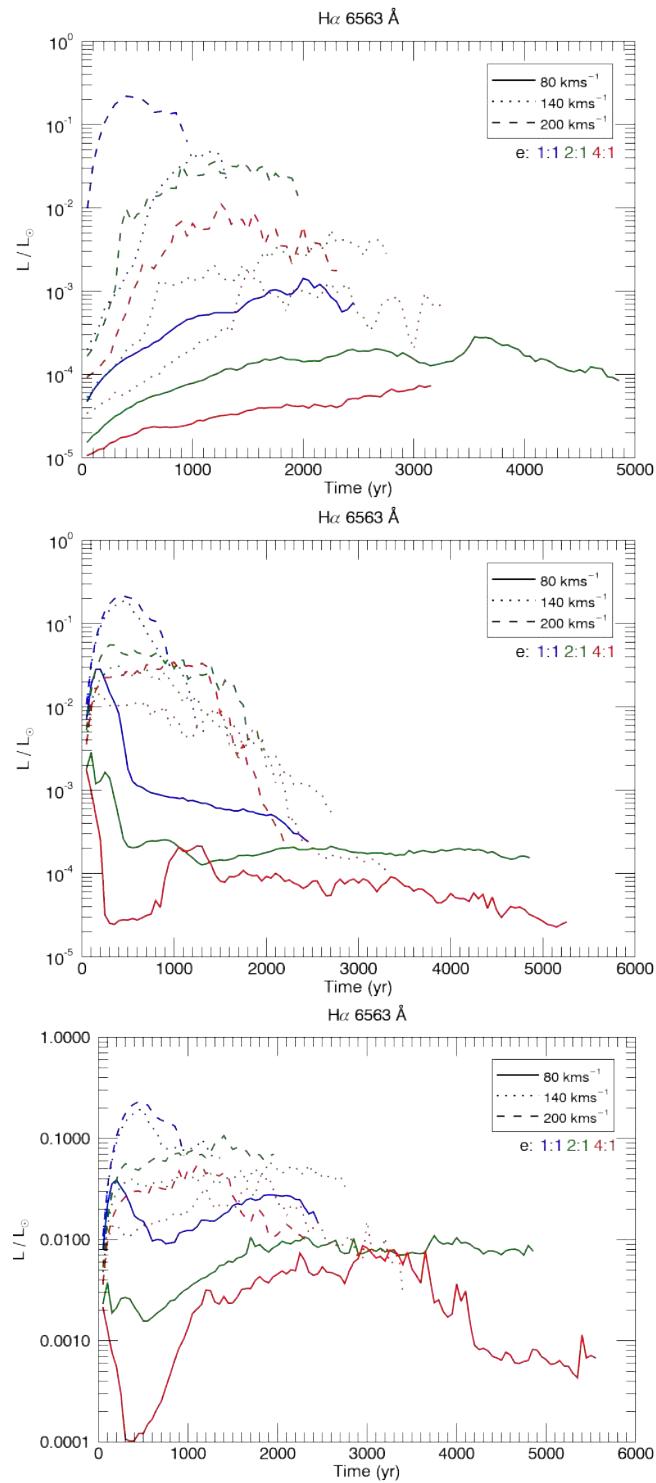 Hα 6563 Å
10⁰
80 kms⁻¹
140 kms⁻¹
200 kms⁻¹
e: 1:1 2:1 4:1
10⁻¹
10⁻²
L / L☉
10⁻³
10⁻⁴
10⁻⁵
0 1000 2000 3000 4000 5000
Time (yr)
Hα 6563 Å
10⁰
80 kms⁻¹
140 kms⁻¹
200 kms⁻¹
e: 1:1 2:1 4:1
10⁻¹
10⁻²
L / L☉
10⁻³
10⁻⁴
10⁻⁵
0 1000 2000 3000 4000 5000 6000
Time (yr)
Hα 6563 Å
1.0000
80 kms⁻¹
140 kms⁻¹
200 kms⁻¹
e: 1:1 2:1 4:1
0.1000
L / L☉
0.0100
0.0010
0.0001
0 1000 2000 3000 4000 5000 6000
Time (yr)